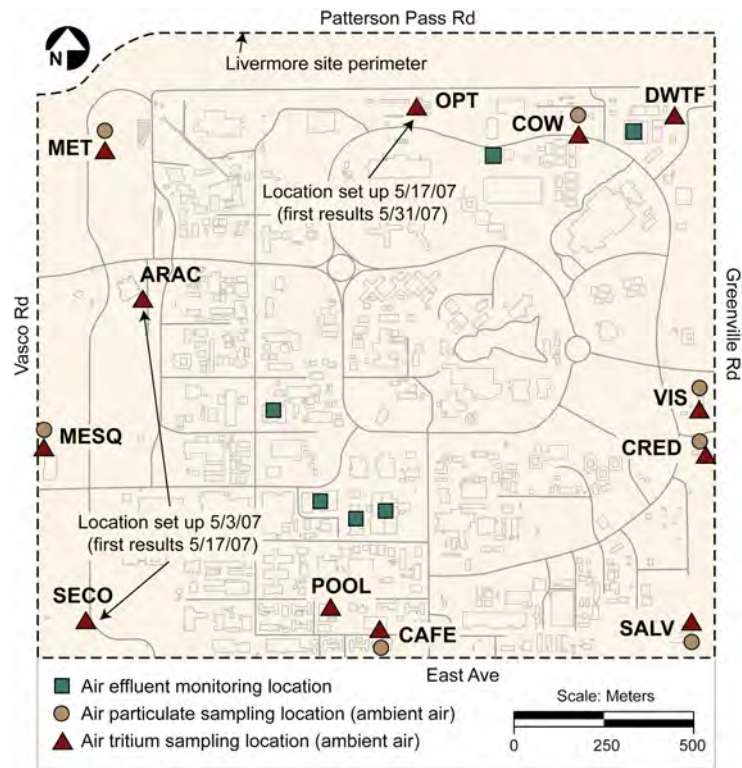 Patterson Pass Rd
N
Livermore site perimeter
OPT
DWTF
COW
MET
Location set up 5/17/07
(first results 5/31/07)
ARAC
Vasco Rd
Greenville Rd
VIS
MESQ
CRED
Location set up 5/3/07
(first results 5/17/07)
SECO
POOL
CAFE
SALV
East Ave
Air effluent monitoring location
Air particulate sampling location (ambient air)
Air tritium sampling location (ambient air)
Scale: Meters
0 250 500